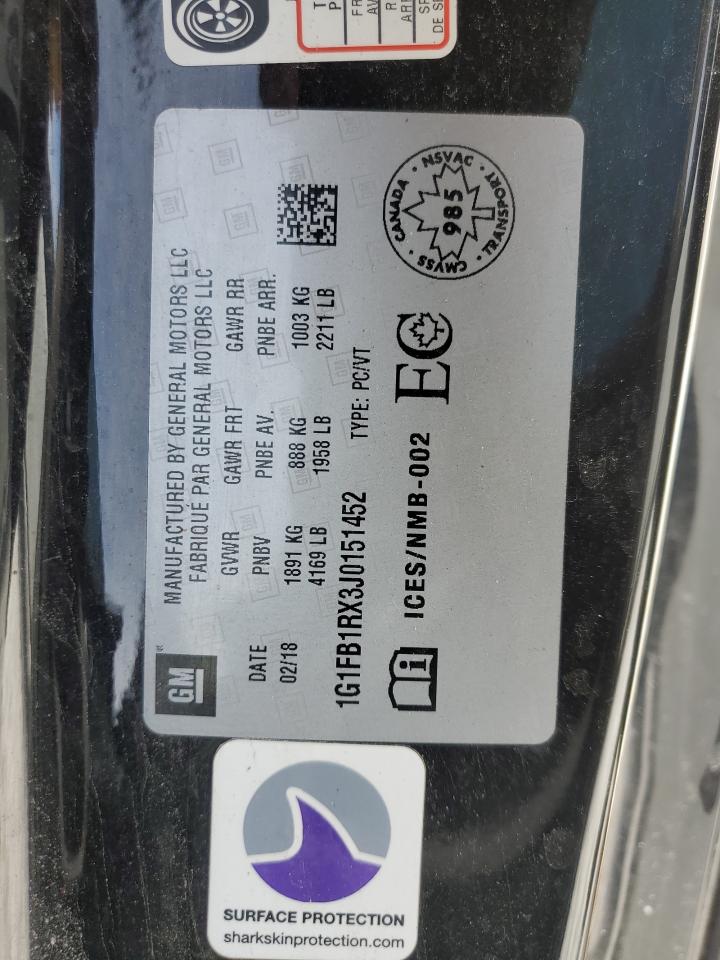 GM
MANUFACTURED BY GENERAL MOTORS LLC
FABRIQUÉ PAR GENERAL MOTORS LLC
DATE GVWR GAWR FRT GAWR RR
PNBV PNBE AV. PNBE ARR.
02/18 1891 KG 888 KG 1003 KG
4169 LB 1958 LB 2211 LB
1G1FB1RX3J0151452 TYPE: PC/VT
ICES/NMB-002
EC
CANADA · NSVAC · TRANSPORT · CMVSS
985
SURFACE PROTECTION
sharkskinprotection.com